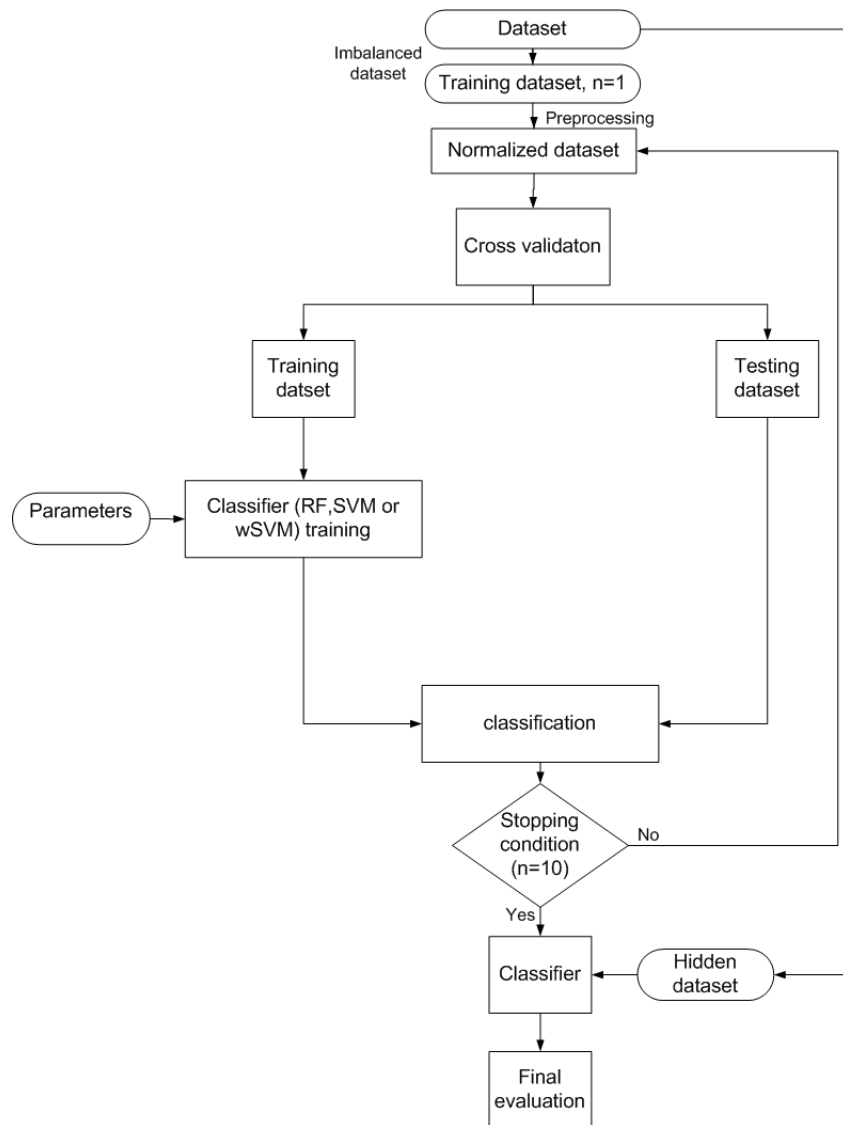 Dataset
Imbalanced
dataset
Training dataset, n=1
Preprocessing
Normalized dataset
Cross validaton
Training
datset
Testing
dataset
Parameters
Classifier (RF,SVM or
wSVM) training
classification
Stopping
condition
(n=10)
No
Yes
Classifier
Hidden
dataset
Final
evaluation